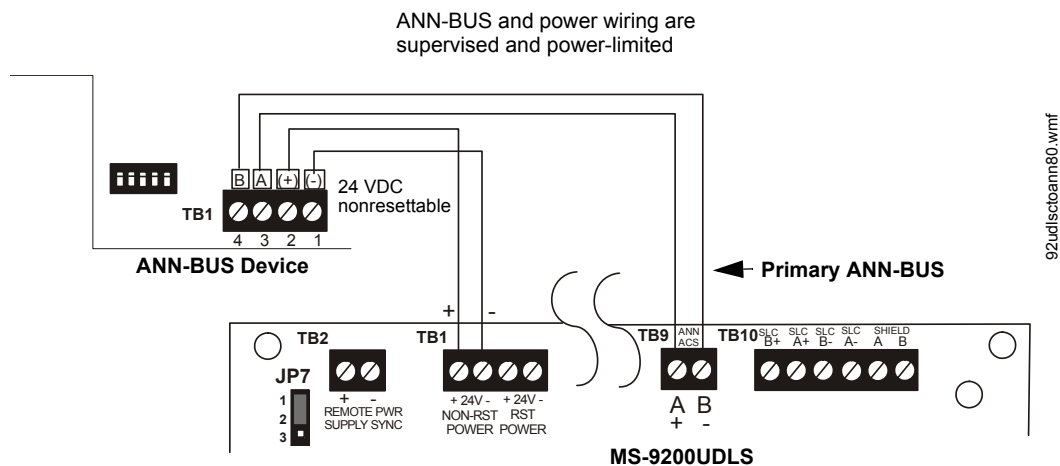 ANN-BUS and power wiring are
supervised and power-limited
92udlsctoann80.wmf
B A (+) (-)
24 VDC
nonresettable
TB1
4 3 2 1
ANN-BUS Device
Primary ANN-BUS
+ -
TB2
TB1
TB9
ANN
ACS
TB10
SLC B+ SLC A+ SLC B- SLC A- SHIELD A B
JP7
1
2
3
+ -
REMOTE PWR
SUPPLY SYNC
+ 24V - + 24V -
NON-RST
POWER
RST
POWER
A B
+ -
MS-9200UDLS